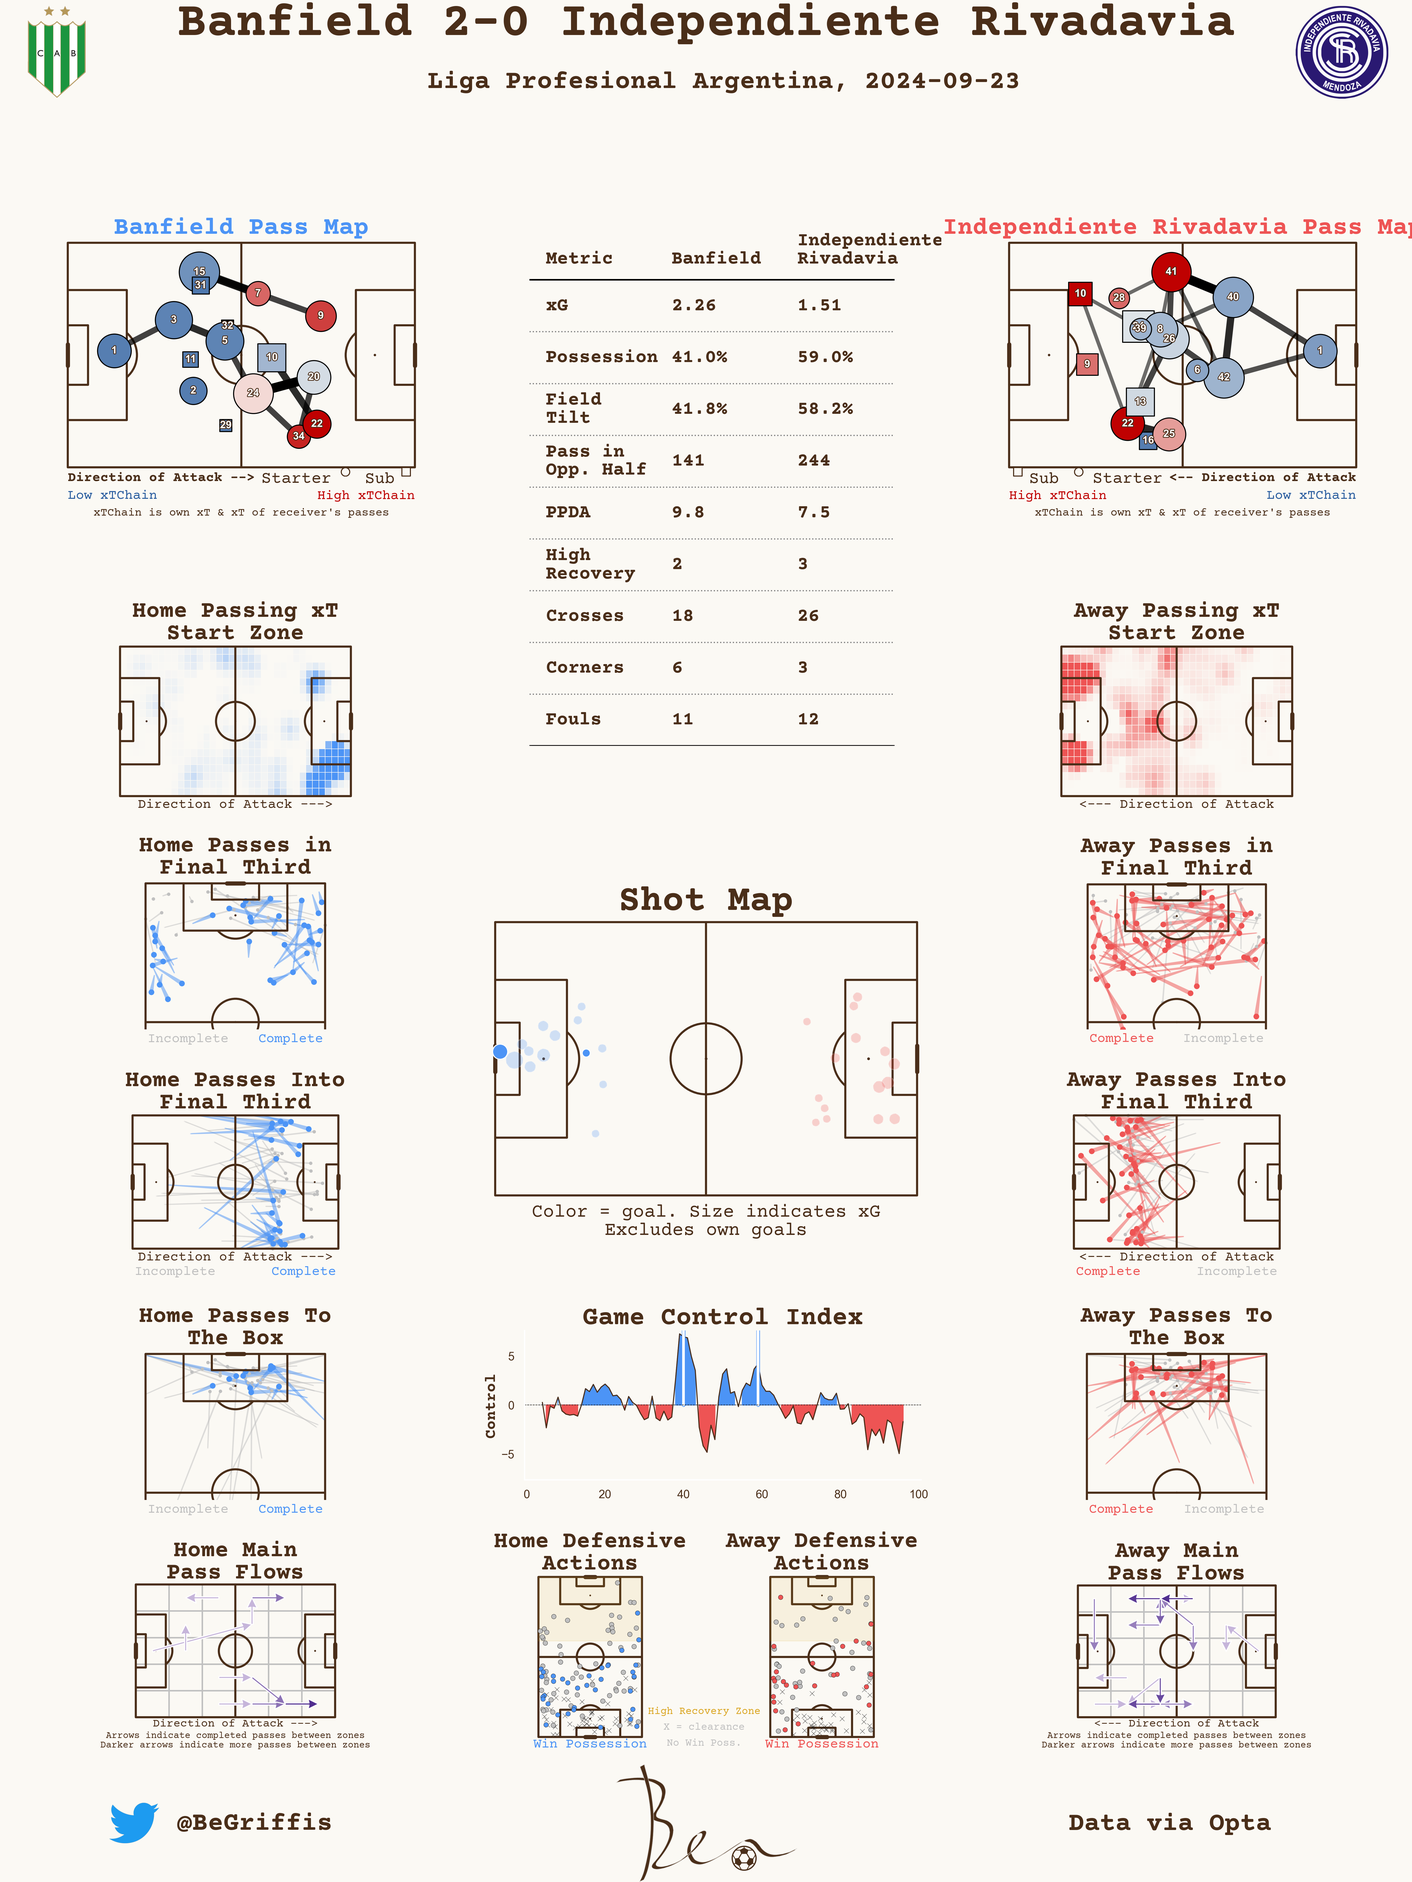 Banfield 2-0 Independiente Rivadavia
Liga Profesional Argentina, 2024-09-23
C A B
INDEPENDIENTE RIVADAVIA
MENDOZA
Banfield Pass Map
15
31
7
9
3
32
5
1
11
10
20
2
24
29
22
34
Direction of Attack --> Starter Sub
Low xTChain High xTChain
xTChain is own xT & xT of receiver's passes
Metric Banfield Independiente Rivadavia
xG 2.26 1.51
Possession 41.0% 59.0%
Field Tilt 41.8% 58.2%
Pass in Opp. Half 141 244
PPDA 9.8 7.5
High Recovery 2 3
Crosses 18 26
Corners 6 3
Fouls 11 12
Independiente Rivadavia Pass Map
41
10
28
40
39
8
26
1
9
6
42
13
22
16
25
Sub Starter <-- Direction of Attack
High xTChain Low xTChain
xTChain is own xT & xT of receiver's passes
Home Passing xT
Start Zone
Direction of Attack --->
Away Passing xT
Start Zone
<--- Direction of Attack
Home Passes in
Final Third
Incomplete Complete
Away Passes in
Final Third
Complete Incomplete
Shot Map
Color = goal. Size indicates xG
Excludes own goals
Home Passes Into
Final Third
Direction of Attack --->
Incomplete Complete
Away Passes Into
Final Third
<--- Direction of Attack
Complete Incomplete
Home Passes To
The Box
Incomplete Complete
Game Control Index
Control
5
0
−5
0 20 40 60 80 100
Away Passes To
The Box
Complete Incomplete
Home Main
Pass Flows
Direction of Attack --->
Arrows indicate completed passes between zones
Darker arrows indicate more passes between zones
Home Defensive
Actions
Win Possession
High Recovery Zone
X = clearance
No Win Poss.
Away Defensive
Actions
Win Possession
Away Main
Pass Flows
<--- Direction of Attack
Arrows indicate completed passes between zones
Darker arrows indicate more passes between zones
@BeGriffis
Ben
Data via Opta